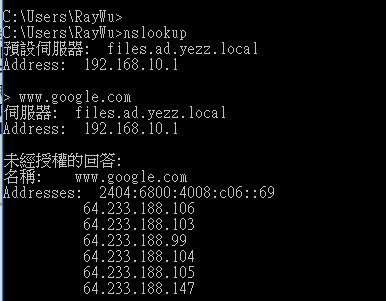 C:\Users\RayWu>
C:\Users\RayWu>nslookup
預設伺服器:  files.ad.yezz.local
Address:  192.168.10.1
> www.google.com
伺服器:  files.ad.yezz.local
Address:  192.168.10.1
未經授權的回答:
名稱:    www.google.com
Addresses:  2404:6800:4008:c06::69
64.233.188.106
64.233.188.103
64.233.188.99
64.233.188.104
64.233.188.105
64.233.188.147